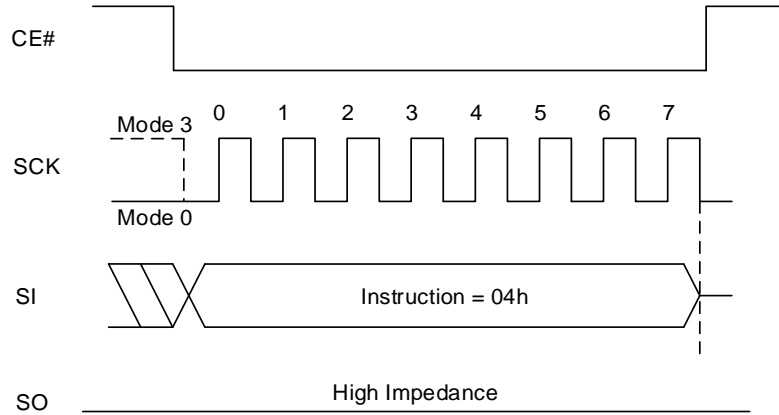 CE#
0 1 2 3 4 5 6 7
Mode 3
SCK
Mode 0
SI
Instruction = 04h
High Impedance
SO